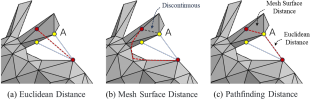 Discontinuous
Mesh Surface
Distance
A
A
A
Euclidean
Distance
(a) Euclidean Distance
(b) Mesh Surface Distance
(c) Pathfinding Distance